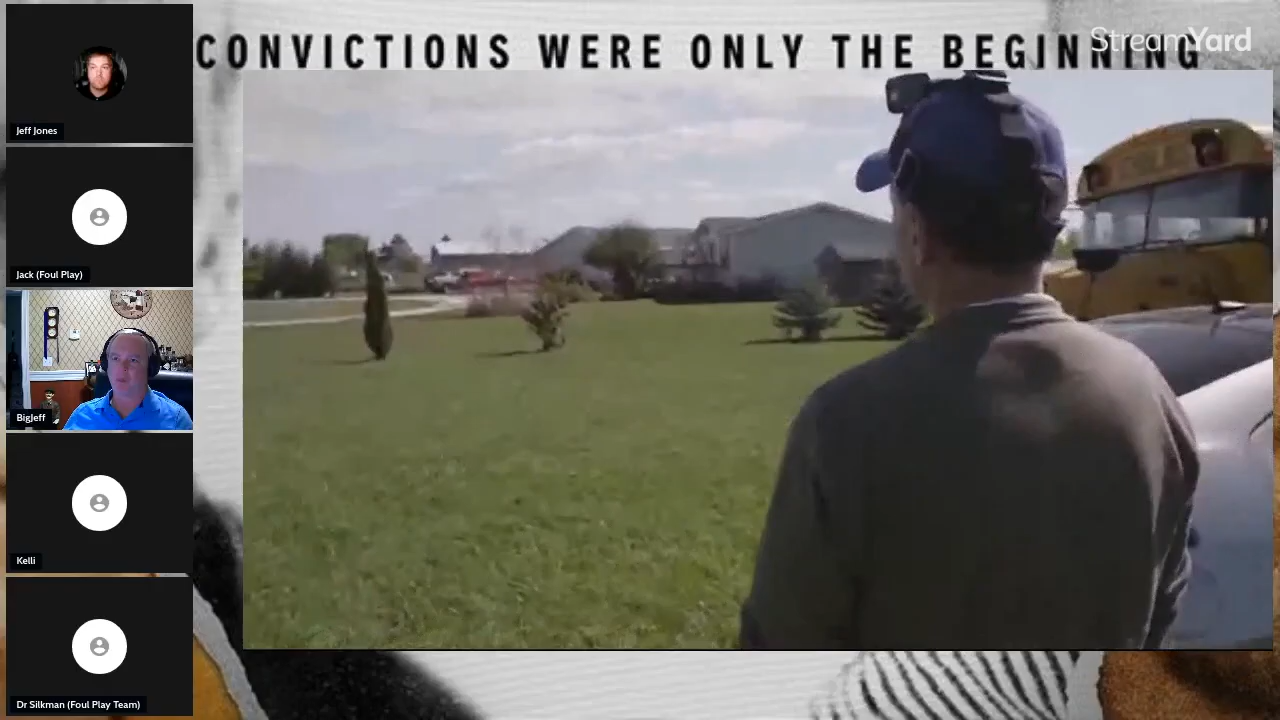 CONVICTIONS WERE ONLY THE BEGINNING
StreamYard
Jeff Jones
Jack (Foul Play)
BigJeff
Kelli
Dr Silkman (Foul Play Team)